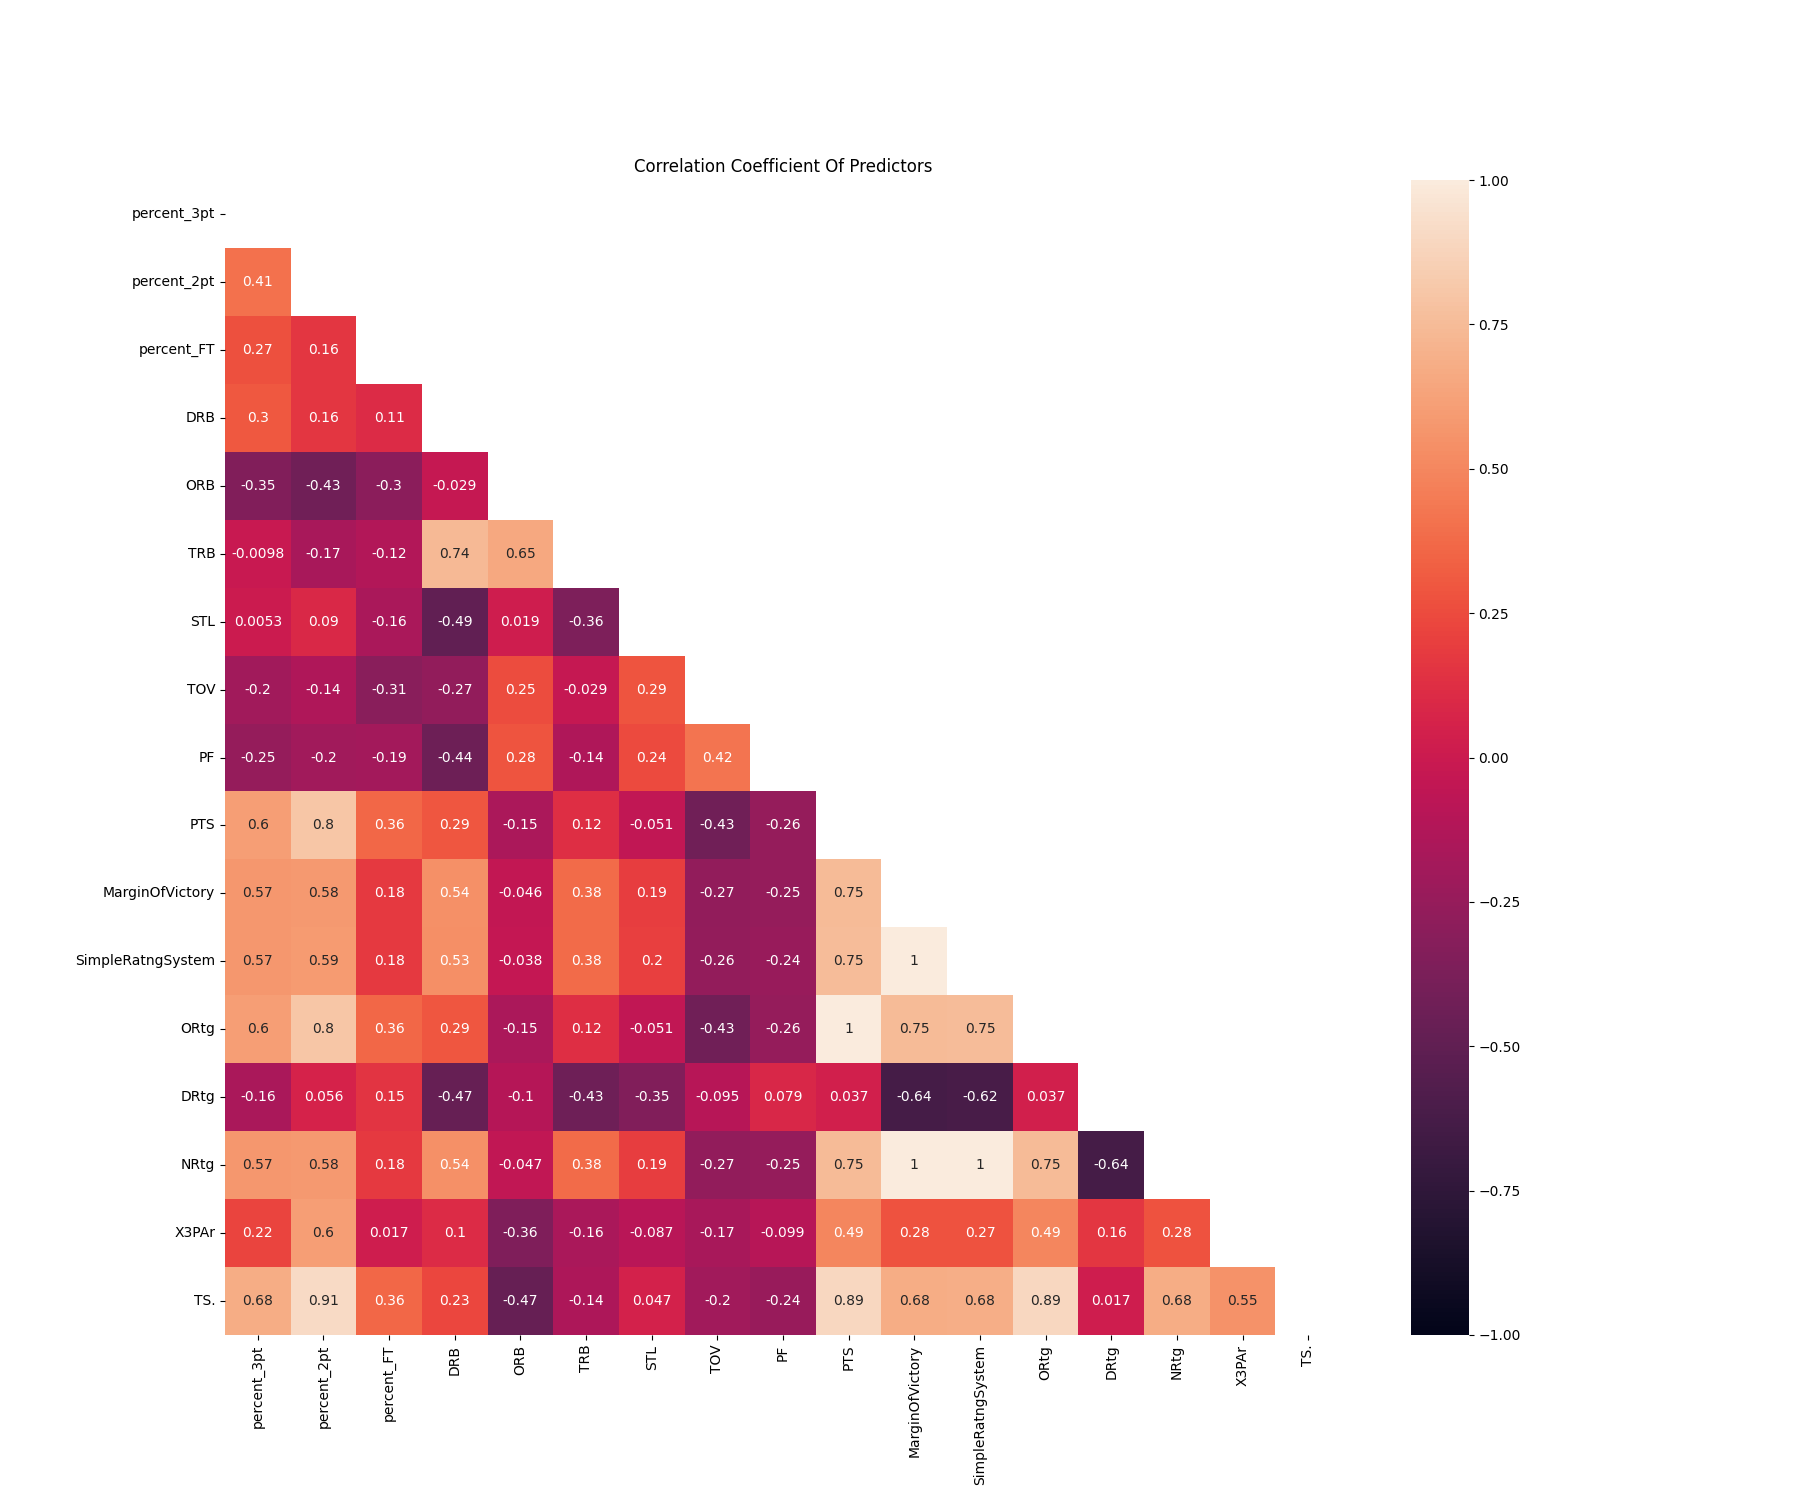 Correlation Coefficient Of Predictors
percent_3pt
percent_2pt 0.41
percent_FT 0.27 0.16
DRB 0.3 0.16 0.11
ORB -0.35 -0.43 -0.3 -0.029
TRB -0.0098 -0.17 -0.12 0.74 0.65
STL 0.0053 0.09 -0.16 -0.49 0.019 -0.36
TOV -0.2 -0.14 -0.31 -0.27 0.25 -0.029 0.29
PF -0.25 -0.2 -0.19 -0.44 0.28 -0.14 0.24 0.42
PTS 0.6 0.8 0.36 0.29 -0.15 0.12 -0.051 -0.43 -0.26
MarginOfVictory 0.57 0.58 0.18 0.54 -0.046 0.38 0.19 -0.27 -0.25 0.75
SimpleRatngSystem 0.57 0.59 0.18 0.53 -0.038 0.38 0.2 -0.26 -0.24 0.75 1
ORtg 0.6 0.8 0.36 0.29 -0.15 0.12 -0.051 -0.43 -0.26 1 0.75 0.75
DRtg -0.16 0.056 0.15 -0.47 -0.1 -0.43 -0.35 -0.095 0.079 0.037 -0.64 -0.62 0.037
NRtg 0.57 0.58 0.18 0.54 -0.047 0.38 0.19 -0.27 -0.25 0.75 1 1 0.75 -0.64
X3PAr 0.22 0.6 0.017 0.1 -0.36 -0.16 -0.087 -0.17 -0.099 0.49 0.28 0.27 0.49 0.16 0.28
TS. 0.68 0.91 0.36 0.23 -0.47 -0.14 0.047 -0.2 -0.24 0.89 0.68 0.68 0.89 0.017 0.68 0.55
percent_3pt
percent_2pt
percent_FT
DRB
ORB
TRB
STL
TOV
PF
PTS
MarginOfVictory
SimpleRatngSystem
ORtg
DRtg
NRtg
X3PAr
TS.
1.00
0.75
0.50
0.25
0.00
−0.25
−0.50
−0.75
−1.00